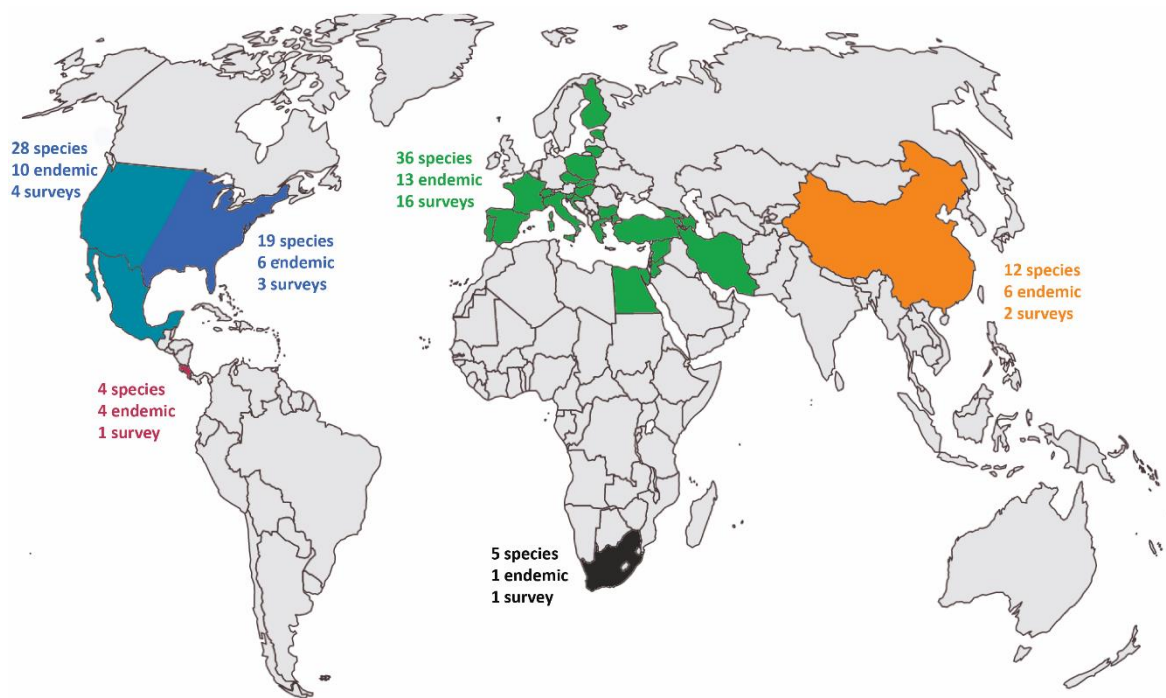 28 species
10 endemic
4 surveys
19 species
6 endemic
3 surveys
36 species
13 endemic
16 surveys
12 species
6 endemic
2 surveys
4 species
4 endemic
1 survey
5 species
1 endemic
1 survey